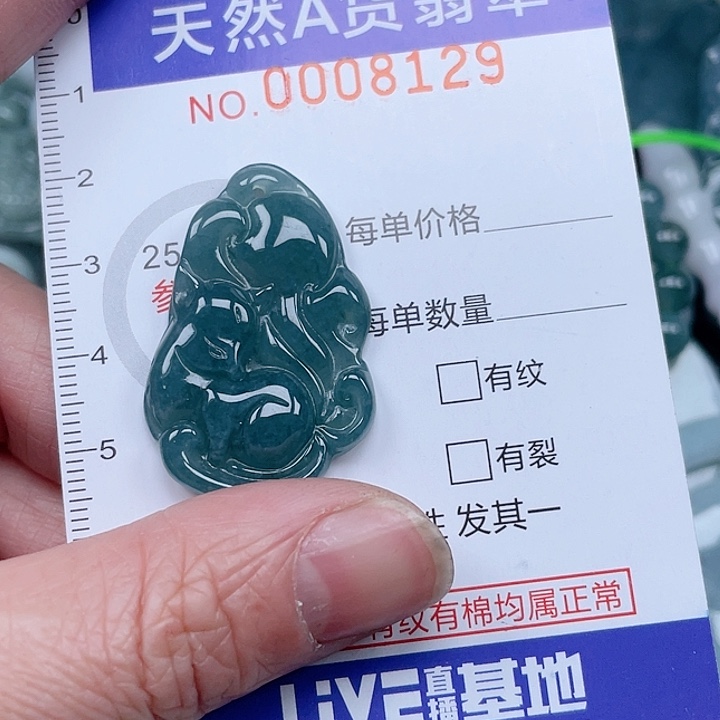 天然A货翡翠
NO.0008129
1
2
3
4
5
25
每单价格
每单数量
有纹
有裂
发其一
有纹有棉均属正常
LiVE直播基地